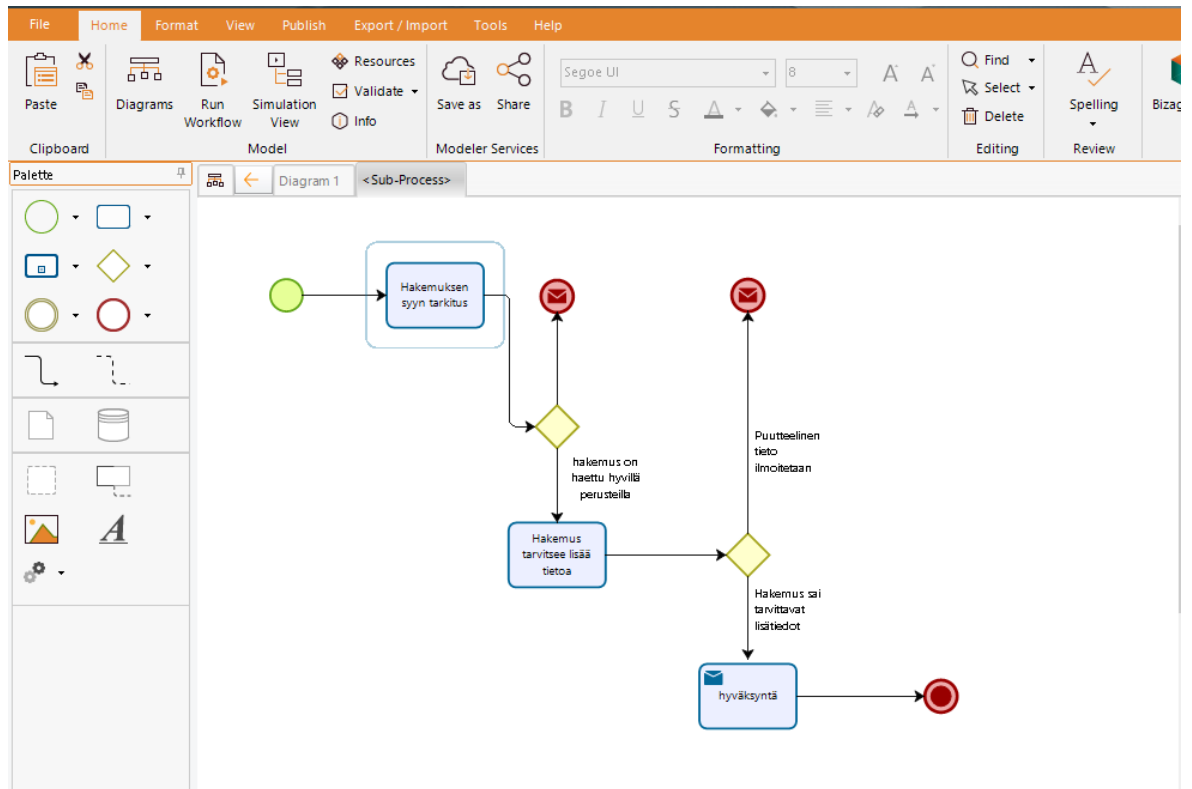 File Home Format View Publish Export / Import Tools Help
Paste
Diagrams
Run
Workflow
Simulation
View
Resources
Validate
Info
Save as
Share
Segoe UI
8
A A
B I U S A A
Find
Select
Delete
Spelling
Clipboard
Model
Modeler Services
Formatting
Editing
Review
Palette
Diagram 1
<Sub-Process>
A
Hakemuksen
syyn tarkitus
hakemus on
haettu hyvillä
perusteilla
Puutteelinen
tieto
ilmoitetaan
Hakemus
tarvitsee lisää
tietoa
Hakemus sai
tarvittavat
lisätiedot
hyväksyntä